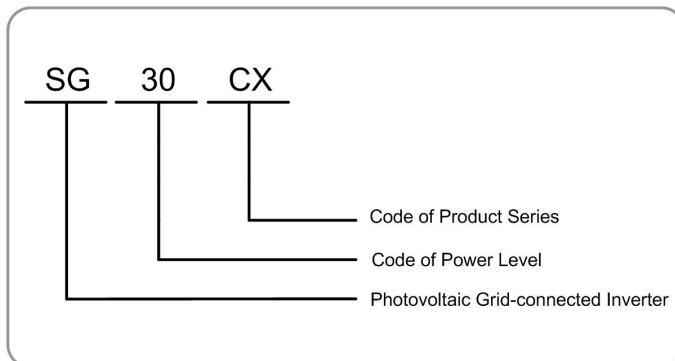 SG 30 CX
Code of Product Series
Code of Power Level
Photovoltaic Grid-connected Inverter